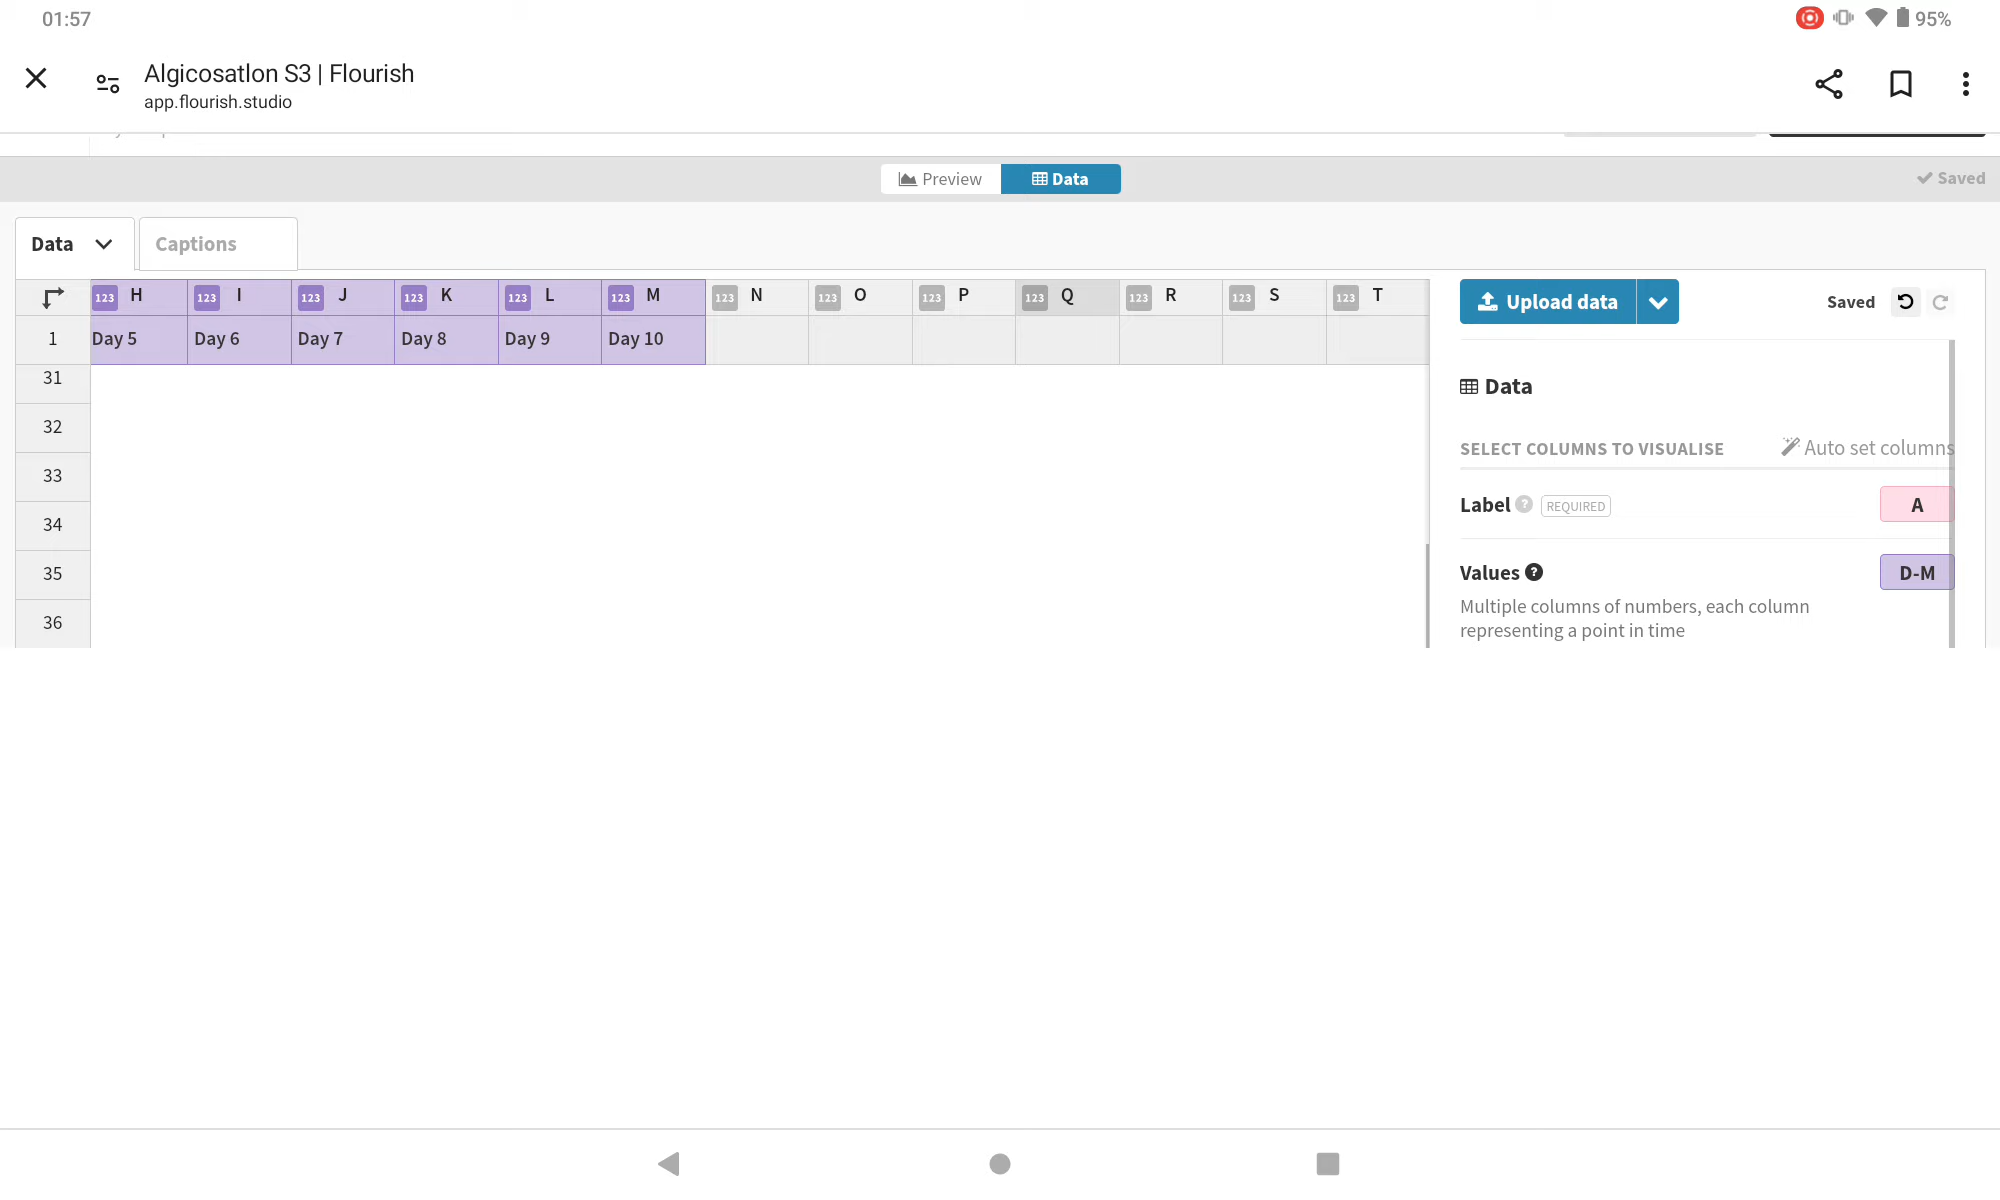 01:57
95%
Algicosatlon S3 | Flourish
app.flourish.studio
Preview
Data
Saved
Data
Captions
123 H 123 I 123 J 123 K 123 L 123 M 123 N 123 O 123 P 123 Q 123 R 123 S 123 T
1 Day 5 Day 6 Day 7 Day 8 Day 9 Day 10
31
32
33
34
35
36
Upload data
Saved
Data
SELECT COLUMNS TO VISUALISE
Auto set columns
Label ? REQUIRED
A
Values ?
D-M
Multiple columns of numbers, each column
representing a point in time